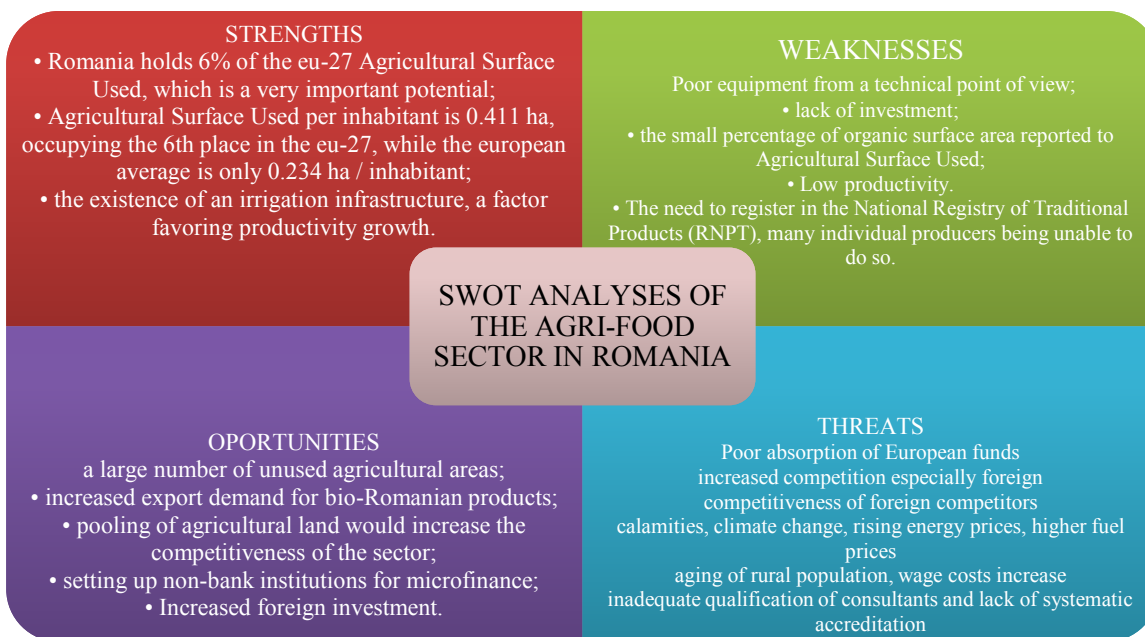 STRENGTHS
• Romania holds 6% of the eu-27 Agricultural Surface
Used, which is a very important potential;
• Agricultural Surface Used per inhabitant is 0.411 ha,
occupying the 6th place in the eu-27, while the european
average is only 0.234 ha / inhabitant;
• the existence of an irrigation infrastructure, a factor
favoring productivity growth.
WEAKNESSES
Poor equipment from a technical point of view;
• lack of investment;
• the small percentage of organic surface area reported to
Agricultural Surface Used;
• Low productivity.
• The need to register in the National Registry of Traditional
Products (RNPT), many individual producers being unable to
do so.
SWOT ANALYSES OF
THE AGRI-FOOD
SECTOR IN ROMANIA
OPORTUNITIES
a large number of unused agricultural areas;
• increased export demand for bio-Romanian products;
• pooling of agricultural land would increase the
competitiveness of the sector;
• setting up non-bank institutions for microfinance;
• Increased foreign investment.
THREATS
Poor absorption of European funds
increased competition especially foreign
competitiveness of foreign competitors
calamities, climate change, rising energy prices, higher fuel
prices
aging of rural population, wage costs increase
inadequate qualification of consultants and lack of systematic
accreditation